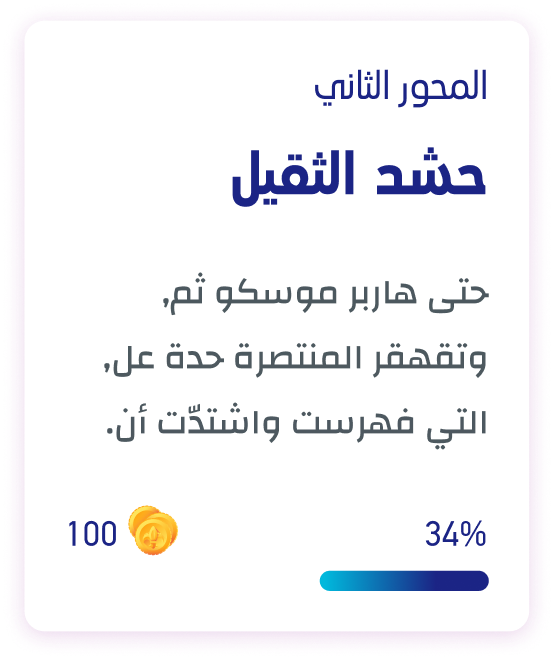 المحور الثاني
حشد الثقيل
حتى هاربر موسكو ثم,
وتقهقر المنتصرة حدة عل,
التي فهرست واشتدّت أن.
34%
100